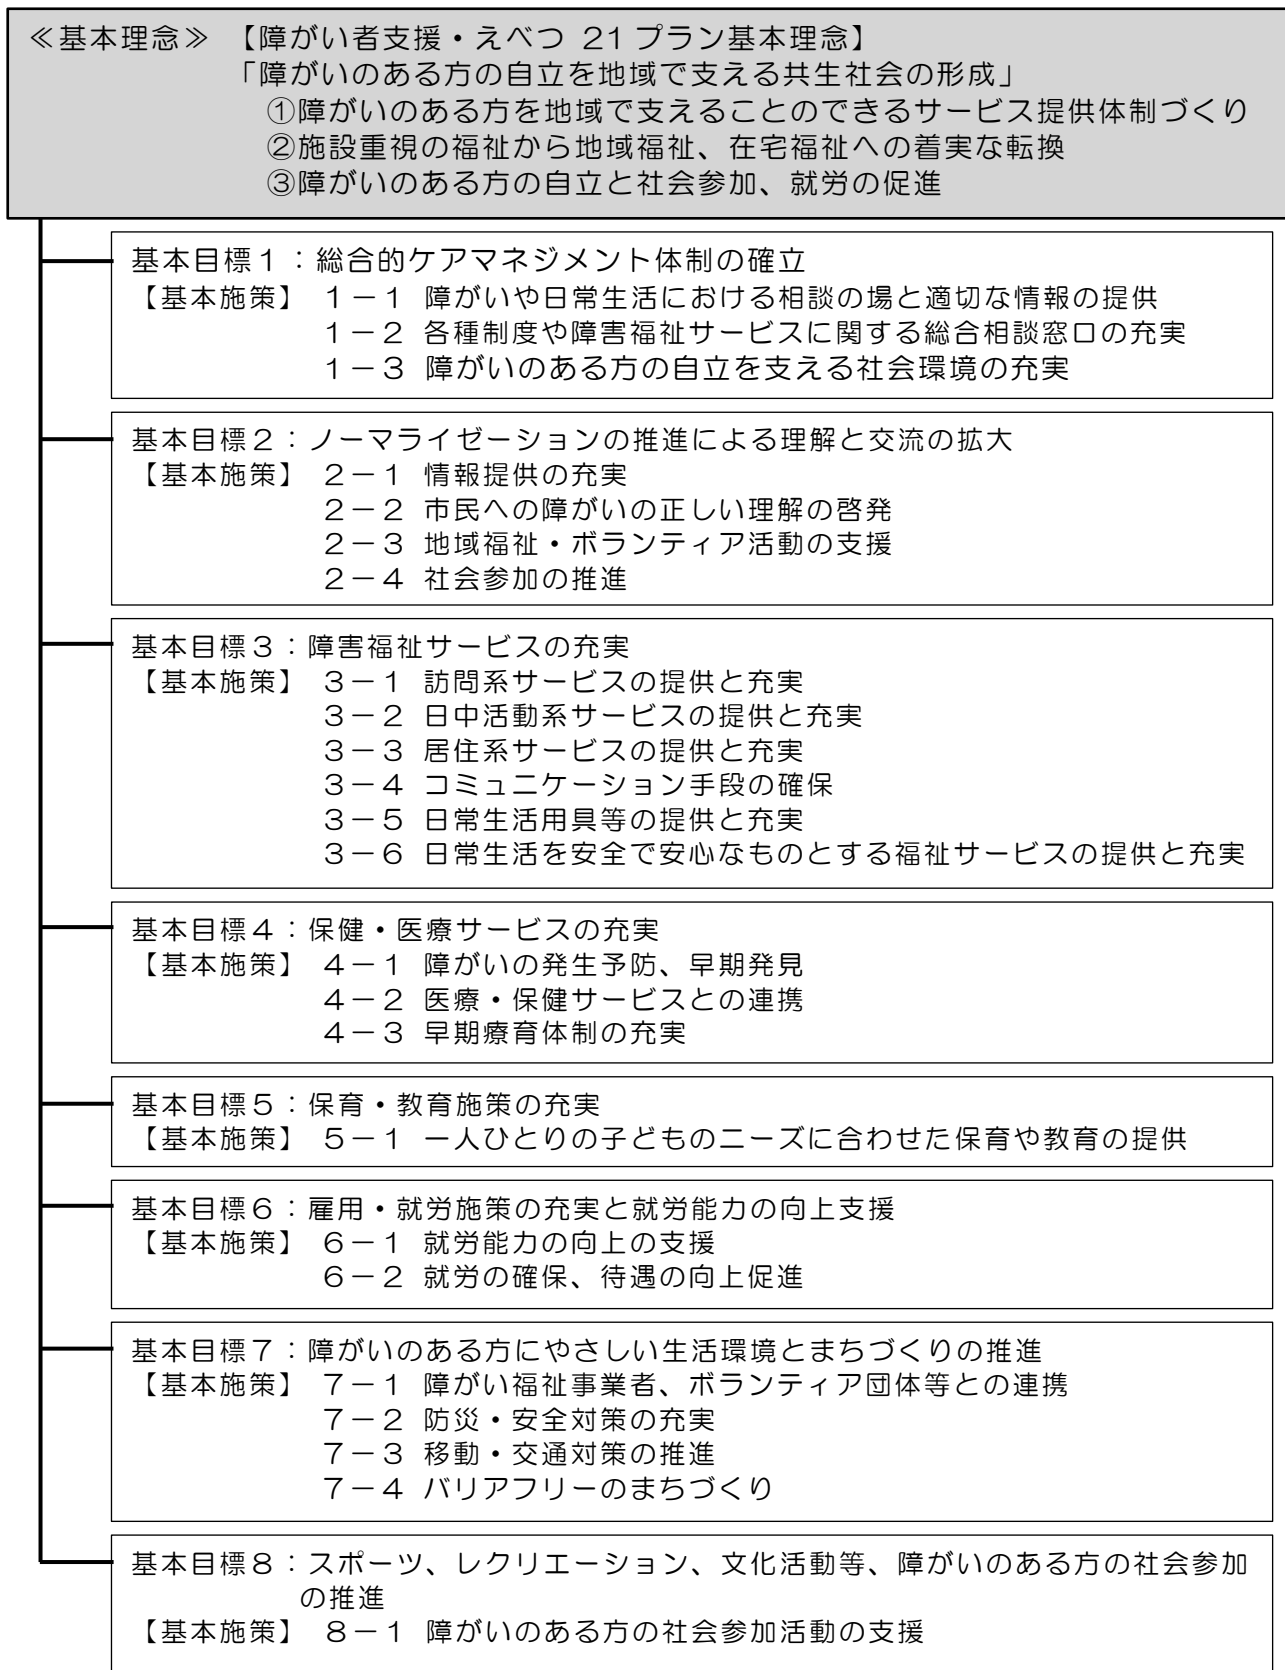 ≪基本理念≫ 【障がい者支援・えべつ 21プラン基本理念】
「障がいのある方の自立を地域で支える共生社会の形成」
①障がいのある方を地域で支えることのできるサービス提供体制づくり
②施設重視の福祉から地域福祉、在宅福祉への着実な転換
③障がいのある方の自立と社会参加、就労の促進
基本目標１：総合的ケアマネジメント体制の確立
【基本施策】 １－１ 障がいや日常生活における相談の場と適切な情報の提供
１－２ 各種制度や障害福祉サービスに関する総合相談窓口の充実
１－３ 障がいのある方の自立を支える社会環境の充実
基本目標２：ノーマライゼーションの推進による理解と交流の拡大
【基本施策】 ２－１ 情報提供の充実
２－２ 市民への障がいの正しい理解の啓発
２－３ 地域福祉・ボランティア活動の支援
２－４ 社会参加の推進
基本目標３：障害福祉サービスの充実
【基本施策】 ３－１ 訪問系サービスの提供と充実
３－２ 日中活動系サービスの提供と充実
３－３ 居住系サービスの提供と充実
３－４ コミュニケーション手段の確保
３－５ 日常生活用具等の提供と充実
３－６ 日常生活を安全で安心なものとする福祉サービスの提供と充実
基本目標４：保健・医療サービスの充実
【基本施策】 ４－１ 障がいの発生予防、早期発見
４－２ 医療・保健サービスとの連携
４－３ 早期療育体制の充実
基本目標５：保育・教育施策の充実
【基本施策】 ５－１ 一人ひとりの子どものニーズに合わせた保育や教育の提供
基本目標６：雇用・就労施策の充実と就労能力の向上支援
【基本施策】 ６－１ 就労能力の向上の支援
６－２ 就労の確保、待遇の向上促進
基本目標７：障がいのある方にやさしい生活環境とまちづくりの推進
【基本施策】 ７－１ 障がい福祉事業者、ボランティア団体等との連携
７－２ 防災・安全対策の充実
７－３ 移動・交通対策の推進
７－４ バリアフリーのまちづくり
基本目標８：スポーツ、レクリエーション、文化活動等、障がいのある方の社会参加
の推進
【基本施策】 ８－１ 障がいのある方の社会参加活動の支援